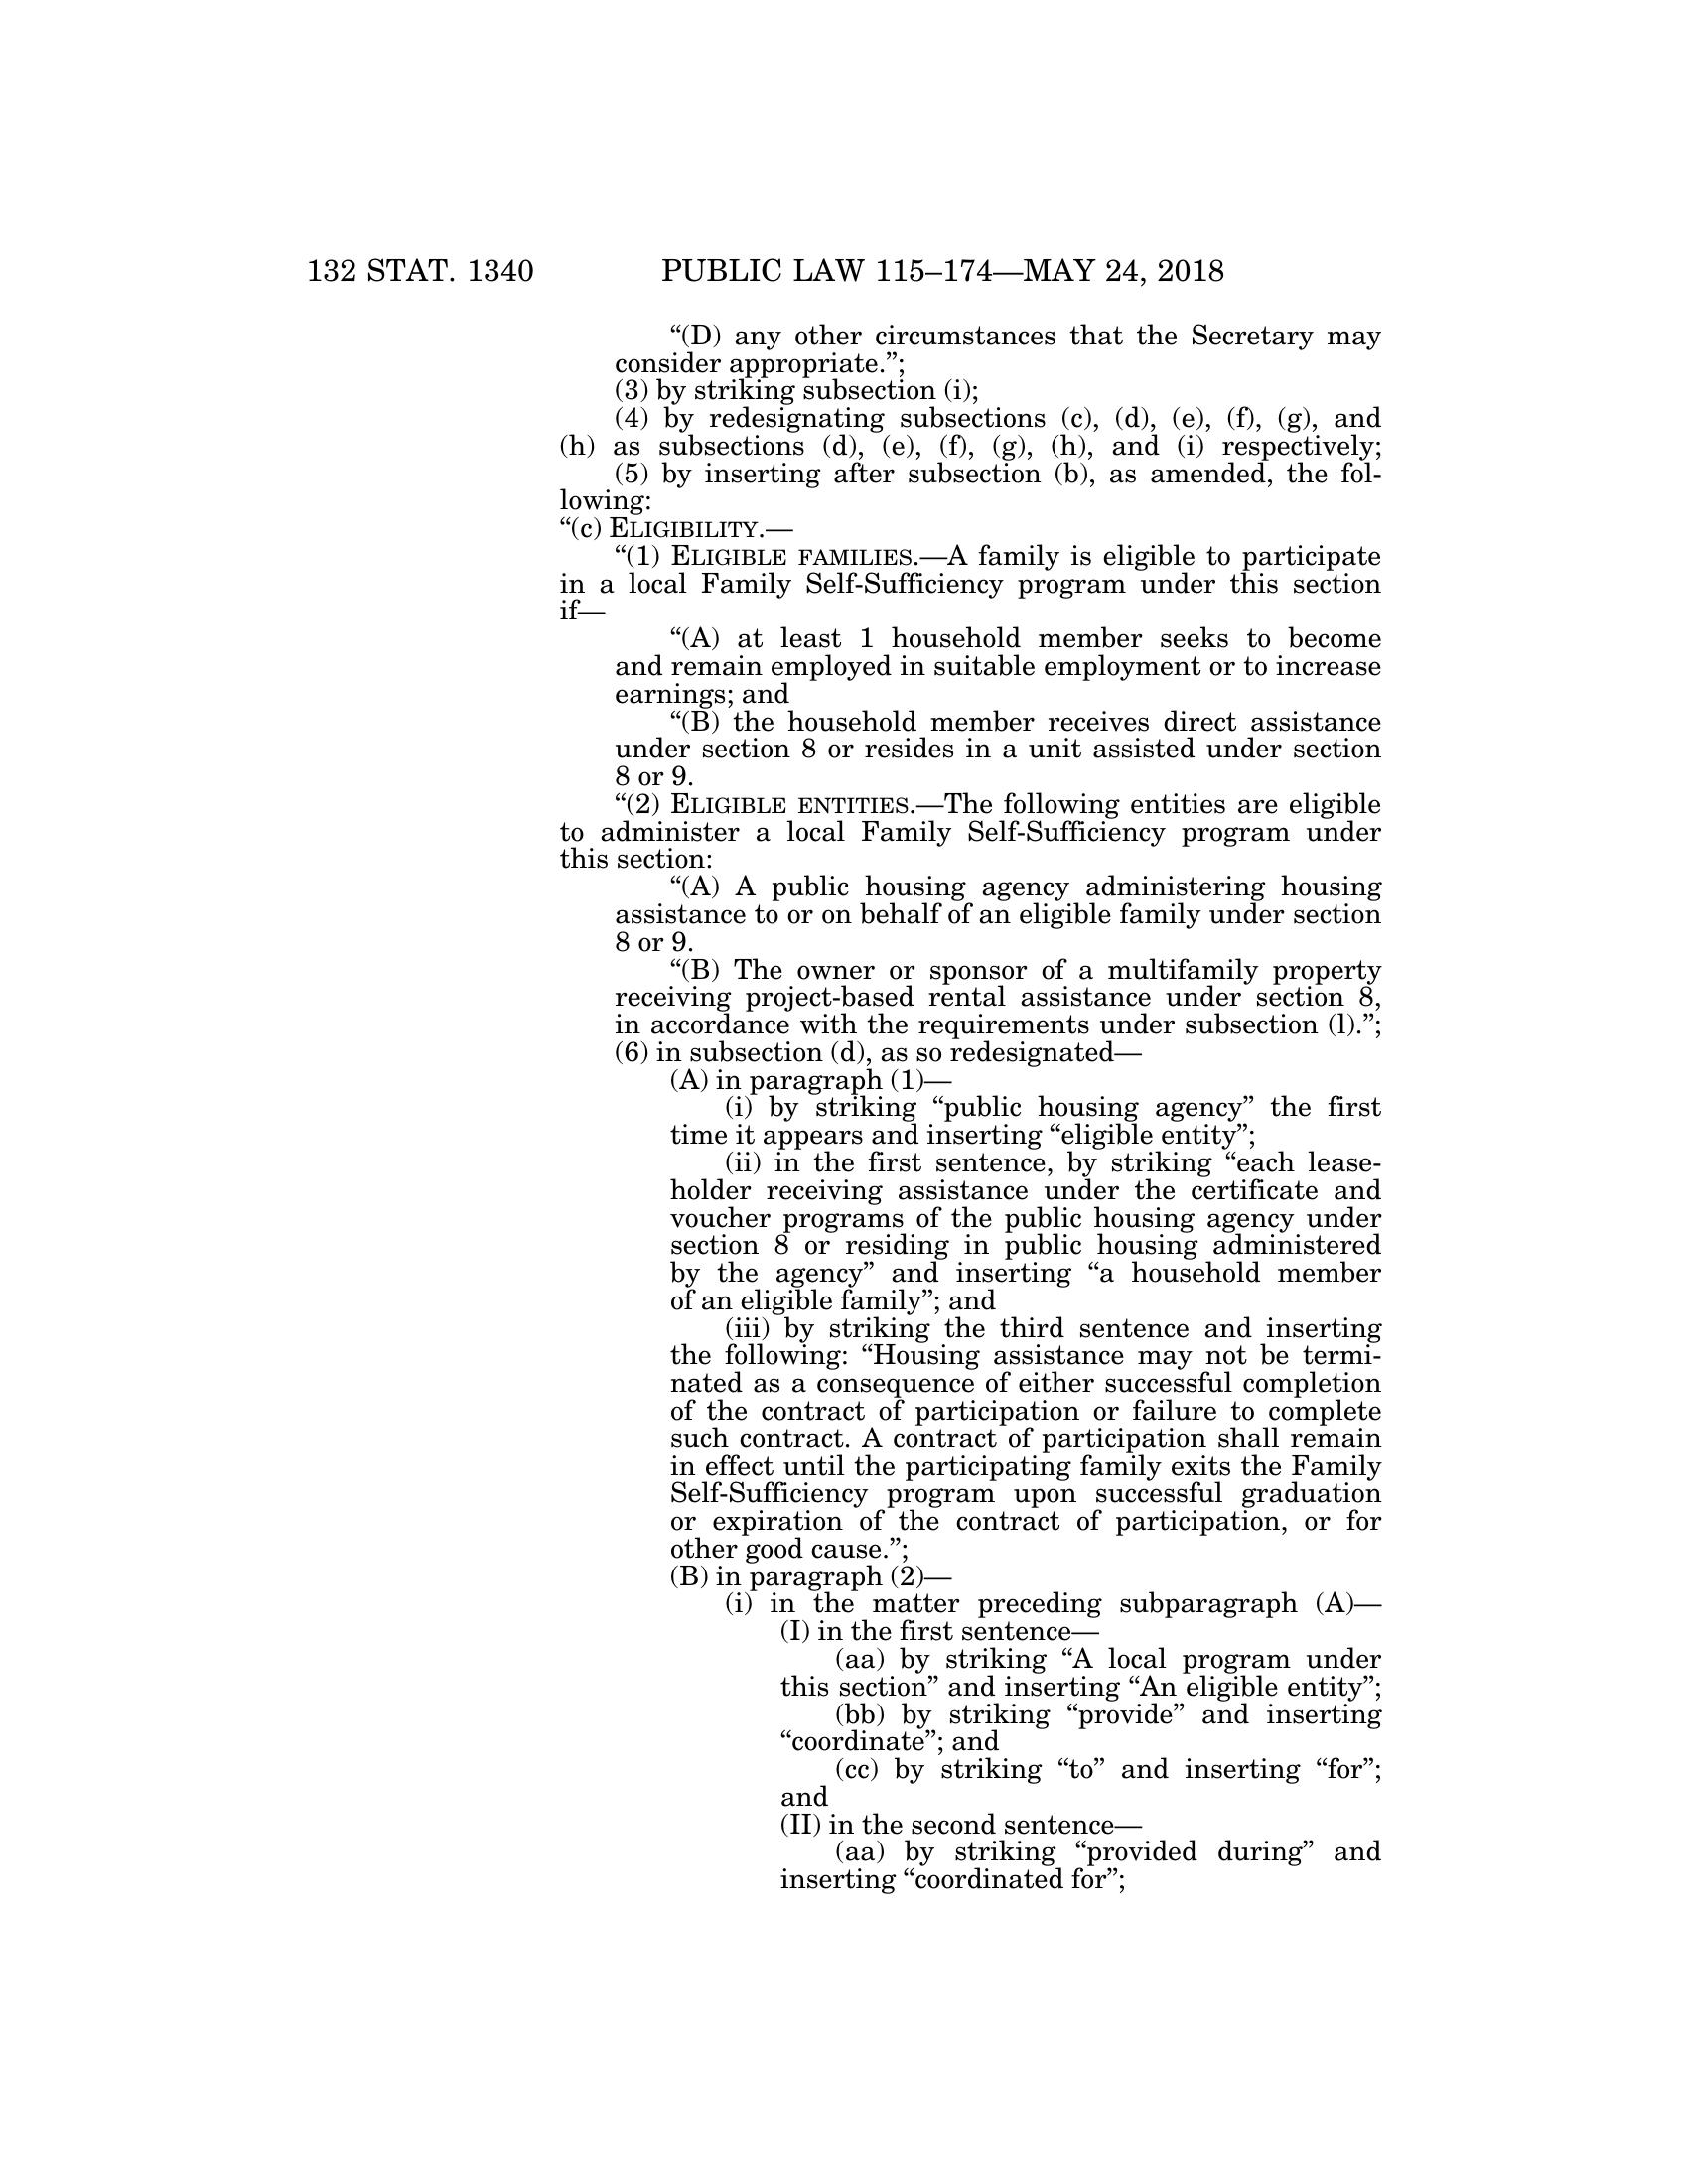 132 STAT. 1340 PUBLIC LAW 115–174—MAY 24, 2018
“(D) any other circumstances that the Secretary may
consider appropriate.”;
(3) by striking subsection (i);
(4) by redesignating subsections (c), (d), (e), (f), (g), and
(h) as subsections (d), (e), (f), (g), (h), and (i) respectively;
(5) by inserting after subsection (b), as amended, the fol-
lowing:
“(c) ELIGIBILITY.—
“(1) ELIGIBLE FAMILIES.—A family is eligible to participate
in a local Family Self-Sufficiency program under this section
if—
“(A) at least 1 household member seeks to become
and remain employed in suitable employment or to increase
earnings; and
“(B) the household member receives direct assistance
under section 8 or resides in a unit assisted under section
8 or 9.
“(2) ELIGIBLE ENTITIES.—The following entities are eligible
to administer a local Family Self-Sufficiency program under
this section:
“(A) A public housing agency administering housing
assistance to or on behalf of an eligible family under section
8 or 9.
“(B) The owner or sponsor of a multifamily property
receiving project-based rental assistance under section 8,
in accordance with the requirements under subsection (l).”;
(6) in subsection (d), as so redesignated—
(A) in paragraph (1)—
(i) by striking “public housing agency” the first
time it appears and inserting “eligible entity”;
(ii) in the first sentence, by striking “each lease-
holder receiving assistance under the certificate and
voucher programs of the public housing agency under
section 8 or residing in public housing administered
by the agency” and inserting “a household member
of an eligible family”; and
(iii) by striking the third sentence and inserting
the following: “Housing assistance may not be termi-
nated as a consequence of either successful completion
of the contract of participation or failure to complete
such contract. A contract of participation shall remain
in effect until the participating family exits the Family
Self-Sufficiency program upon successful graduation
or expiration of the contract of participation, or for
other good cause.”;
(B) in paragraph (2)—
(i) in the matter preceding subparagraph (A)—
(I) in the first sentence—
(aa) by striking “A local program under
this section” and inserting “An eligible entity”;
(bb) by striking “provide” and inserting
“coordinate”; and
(cc) by striking “to” and inserting “for”;
and
(II) in the second sentence—
(aa) by striking “provided during” and
inserting “coordinated for”;